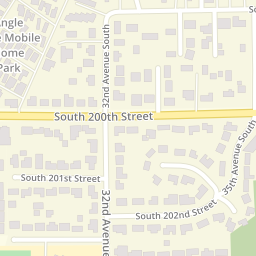 Angle
e Mobile
ome
Park
32nd Avenue South
South 200th Street
South 201st Street
32nd Avenue
South 202nd Street
35th Avenue South